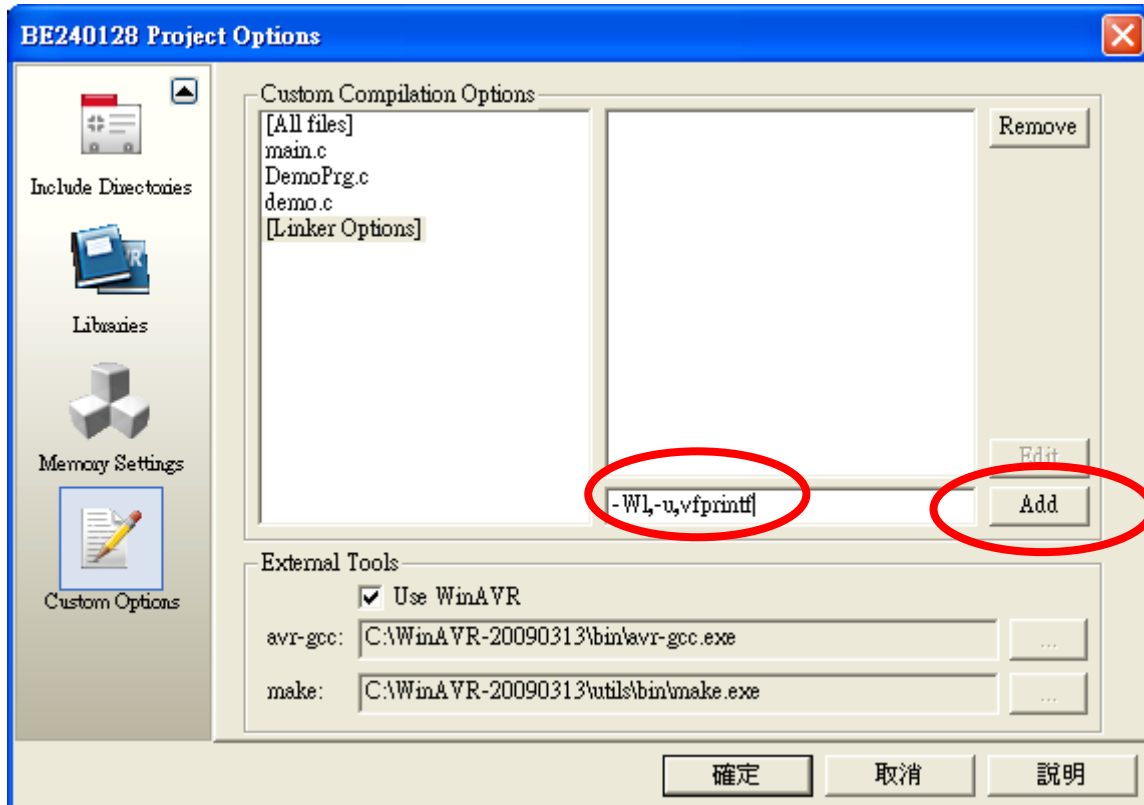 BE240128 Project Options
Include Directories
Libraries
Memory Settings
Custom Options
Custom Compilation Options
[All files]
main.c
DemoPrg.c
demo.c
[Linker Options]
Remove
Edit
-Wl,-u,vfprintf
Add
External Tools
Use WinAVR
avr-gcc: C:\WinAVR-20090313\bin\avr-gcc.exe ...
make: C:\WinAVR-20090313\utils\bin\make.exe ...
確定 取消 說明